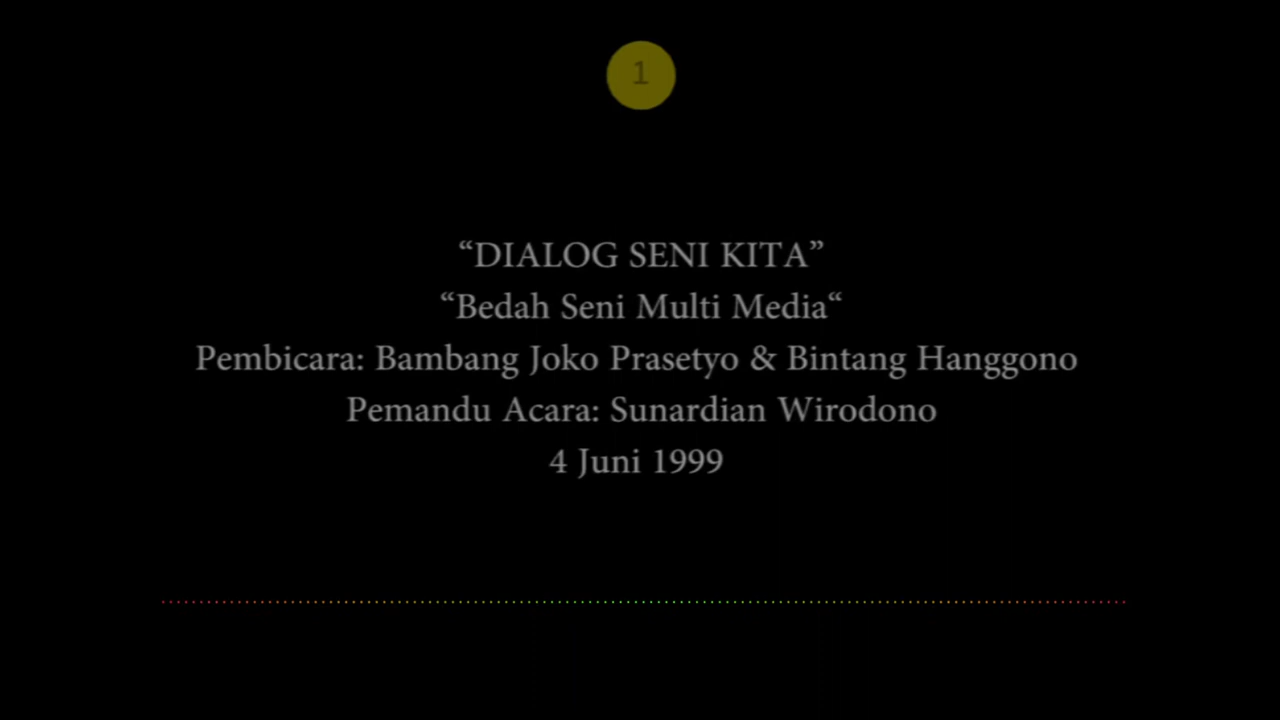 1
“DIALOG SENI KITA”
“Bedah Seni Multi Media“
Pembicara: Bambang Joko Prasetyo & Bintang Hanggono
Pemandu Acara: Sunardian Wirodono
4 Juni 1999